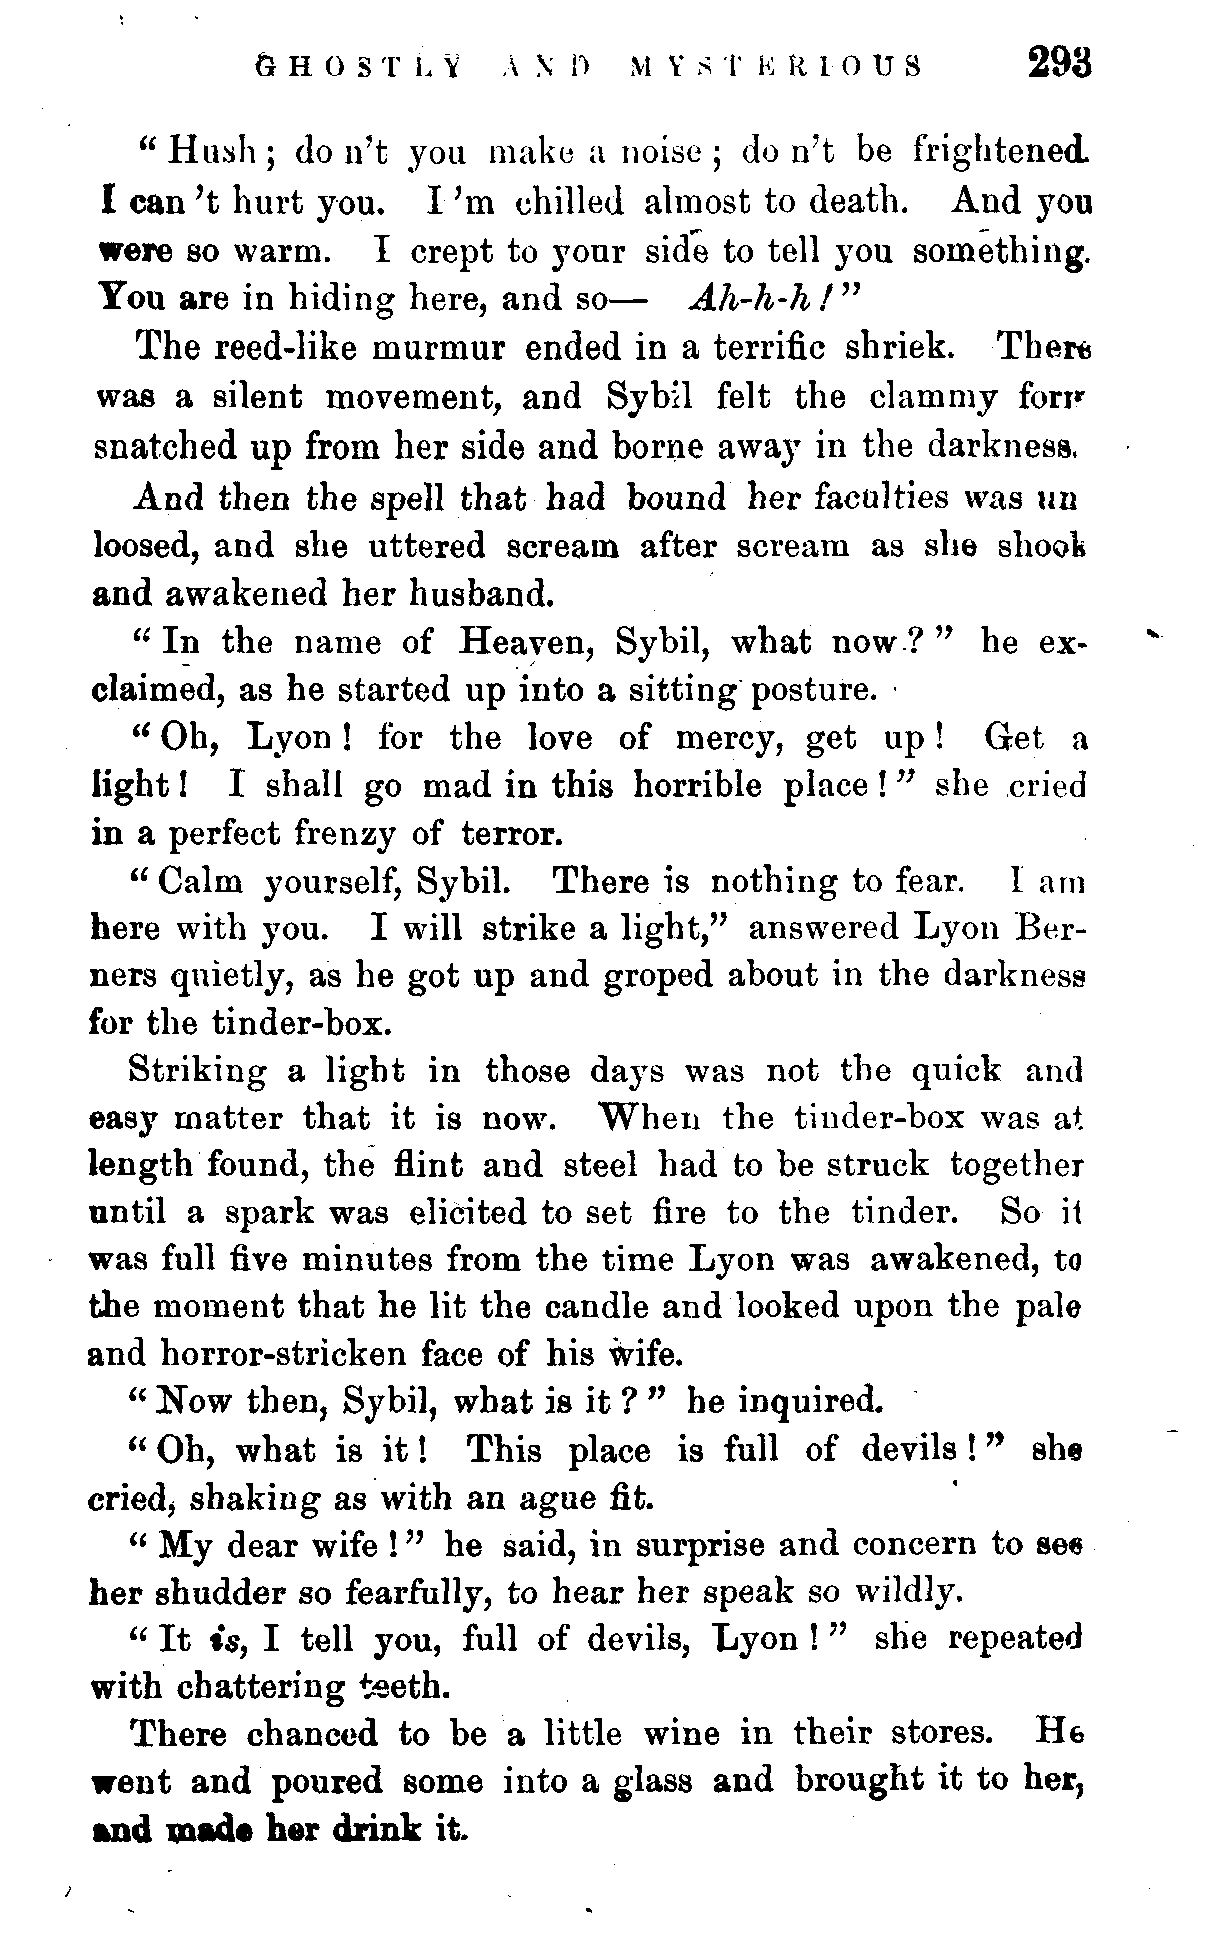 GHOSTLY AND MYSTERIOUS 293
“ Hush ; do n’t you make a noise ; do n’t be frightened.
I can ’t hurt you. I ’m chilled almost to death. And you
were so warm. I crept to your side to tell you something.
You are in hiding here, and so— Ah-h-h ! ”
The reed-like murmur ended in a terrific shriek. There
was a silent movement, and Sybil felt the clammy form
snatched up from her side and borne away in the darkness.
And then the spell that had bound her faculties was un
loosed, and she uttered scream after scream as she shook
and awakened her husband.
“ In the name of Heaven, Sybil, what now ? ” he ex-
claimed, as he started up into a sitting posture.
“ Oh, Lyon ! for the love of mercy, get up ! Get a
light ! I shall go mad in this horrible place ! ” she cried
in a perfect frenzy of terror.
“ Calm yourself, Sybil. There is nothing to fear. I am
here with you. I will strike a light,” answered Lyon Ber-
ners quietly, as he got up and groped about in the darkness
for the tinder-box.
Striking a light in those days was not the quick and
easy matter that it is now. When the tinder-box was at
length found, the flint and steel had to be struck together
until a spark was elicited to set fire to the tinder. So it
was full five minutes from the time Lyon was awakened, to
the moment that he lit the candle and looked upon the pale
and horror-stricken face of his wife.
“ Now then, Sybil, what is it ? ” he inquired.
“ Oh, what is it ! This place is full of devils ! ” she
cried, shaking as with an ague fit.
“ My dear wife ! ” he said, in surprise and concern to see
her shudder so fearfully, to hear her speak so wildly.
“ It is, I tell you, full of devils, Lyon ! ” she repeated
with chattering teeth.
There chanced to be a little wine in their stores. He
went and poured some into a glass and brought it to her,
and made her drink it.